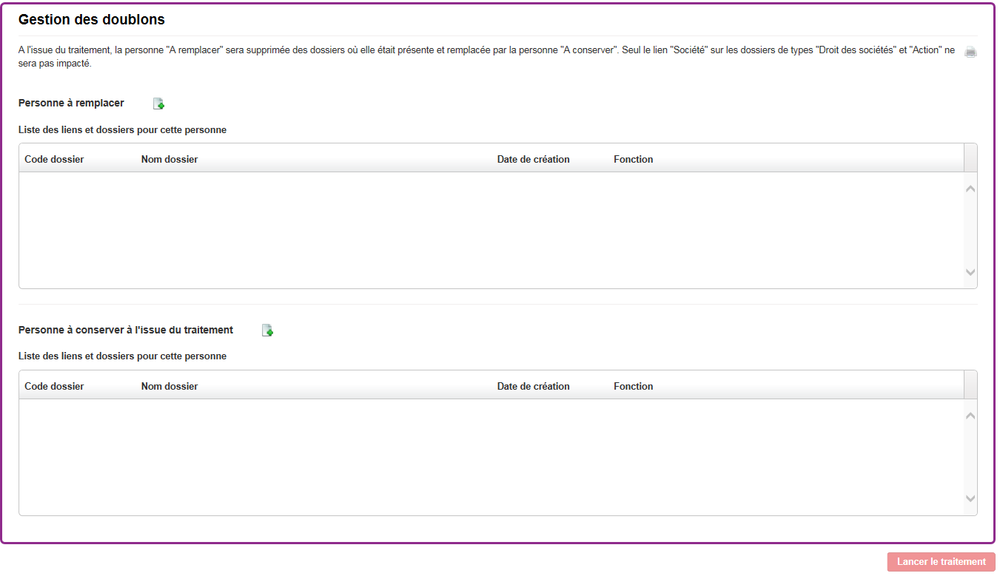 Gestion des doublons
A l'issue du traitement, la personne "A remplacer" sera supprimée des dossiers où elle était présente et remplacée par la personne "A conserver". Seul le lien "Société" sur les dossiers de types "Droit des sociétés" et "Action" ne
sera pas impacté.
Personne à remplacer
Liste des liens et dossiers pour cette personne
Code dossier Nom dossier Date de création Fonction
Personne à conserver à l'issue du traitement
Liste des liens et dossiers pour cette personne
Code dossier Nom dossier Date de création Fonction
Lancer le traitement